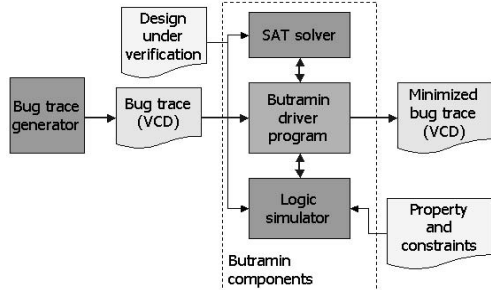 Design
under
verification
SAT solver
Bug trace
generator
Bug trace
(VCD)
Butramin
driver
program
Minimized
bug trace
(VCD)
Logic
simulator
Property
and
constraints
Butramin
components